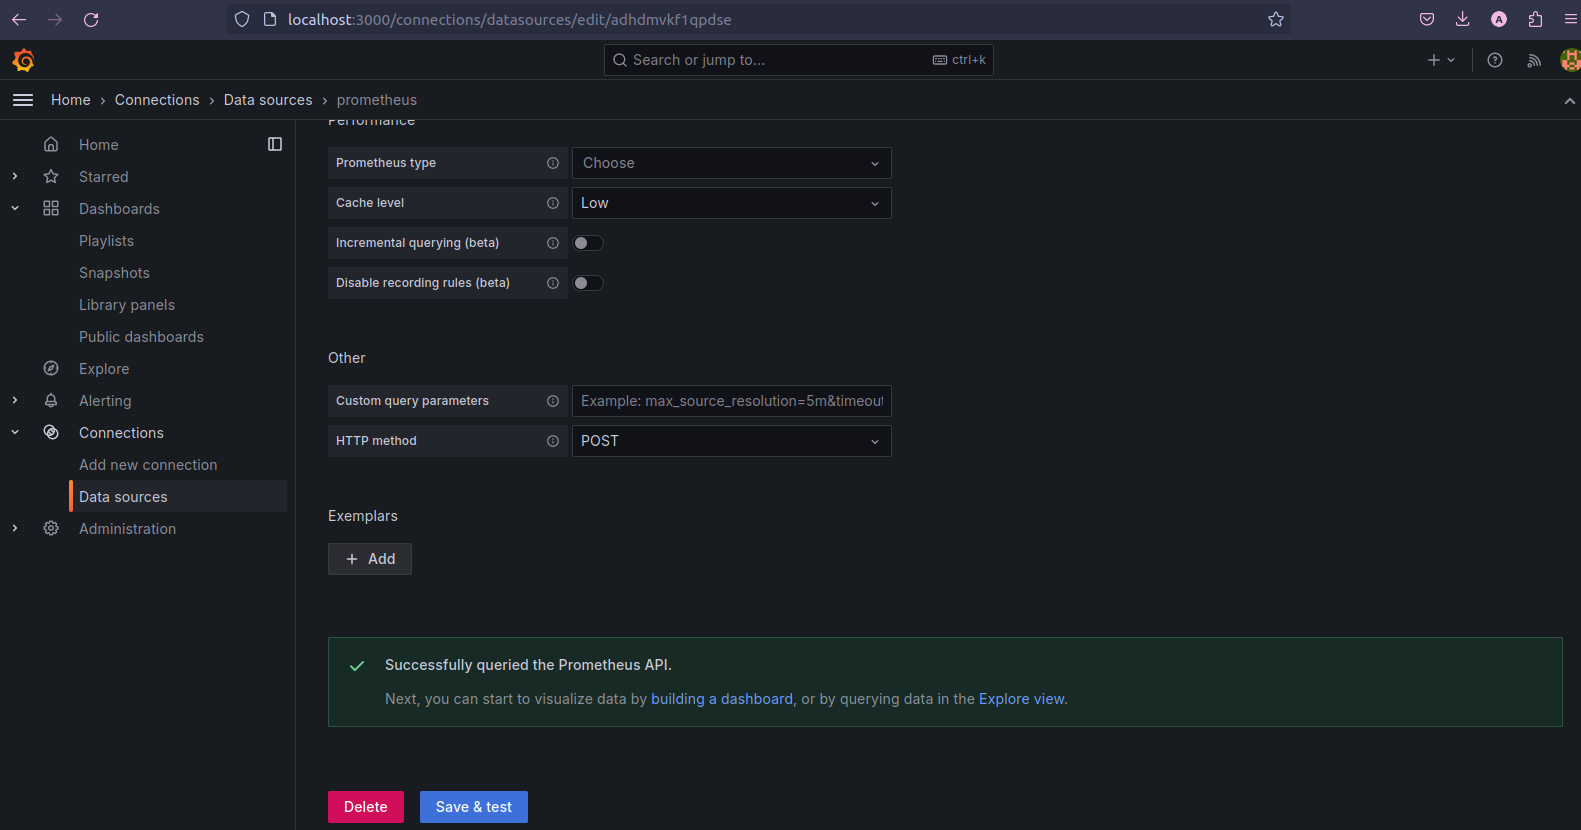 localhost:3000/connections/datasources/edit/adhdmvkf1qpdse
A
Search or jump to...
ctrl+k
Home › Connections › Data sources › prometheus
Home
Starred
Dashboards
Playlists
Snapshots
Library panels
Public dashboards
Explore
Alerting
Connections
Add new connection
Data sources
Administration
Performance
Prometheus type
Choose
Cache level
Low
Incremental querying (beta)
Disable recording rules (beta)
Other
Custom query parameters
Example: max_source_resolution=5m&timeout
HTTP method
POST
Exemplars
+ Add
Successfully queried the Prometheus API.
Next, you can start to visualize data by building a dashboard, or by querying data in the Explore view.
Delete
Save & test